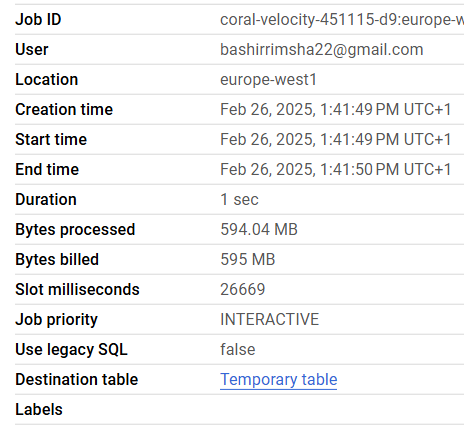 Job ID coral-velocity-451115-d9:europe-w
User bashirrimsha22@gmail.com
Location europe-west1
Creation time Feb 26, 2025, 1:41:49 PM UTC+1
Start time Feb 26, 2025, 1:41:49 PM UTC+1
End time Feb 26, 2025, 1:41:50 PM UTC+1
Duration 1 sec
Bytes processed 594.04 MB
Bytes billed 595 MB
Slot milliseconds 26669
Job priority INTERACTIVE
Use legacy SQL false
Destination table Temporary table
Labels